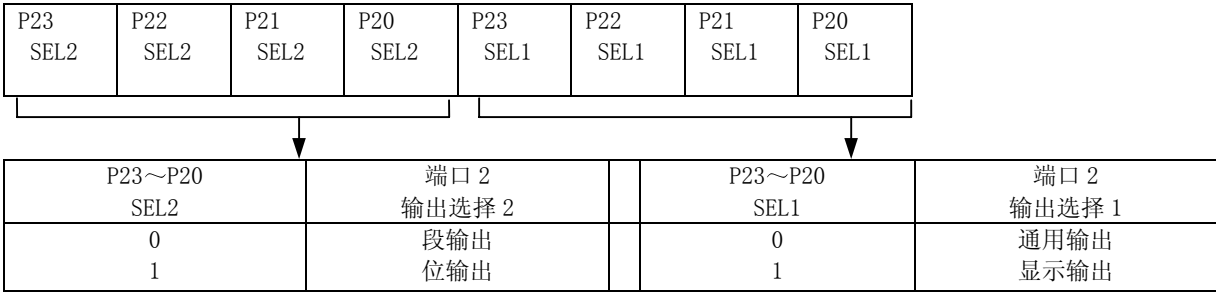 P23 P22 P21 P20 P23 P22 P21 P20
SEL2 SEL2 SEL2 SEL2 SEL1 SEL1 SEL1 SEL1
P23～P20 端口 2 P23～P20 端口 2
SEL2 输出选择 2 SEL1 输出选择 1
0 段输出 0 通用输出
1 位输出 1 显示输出